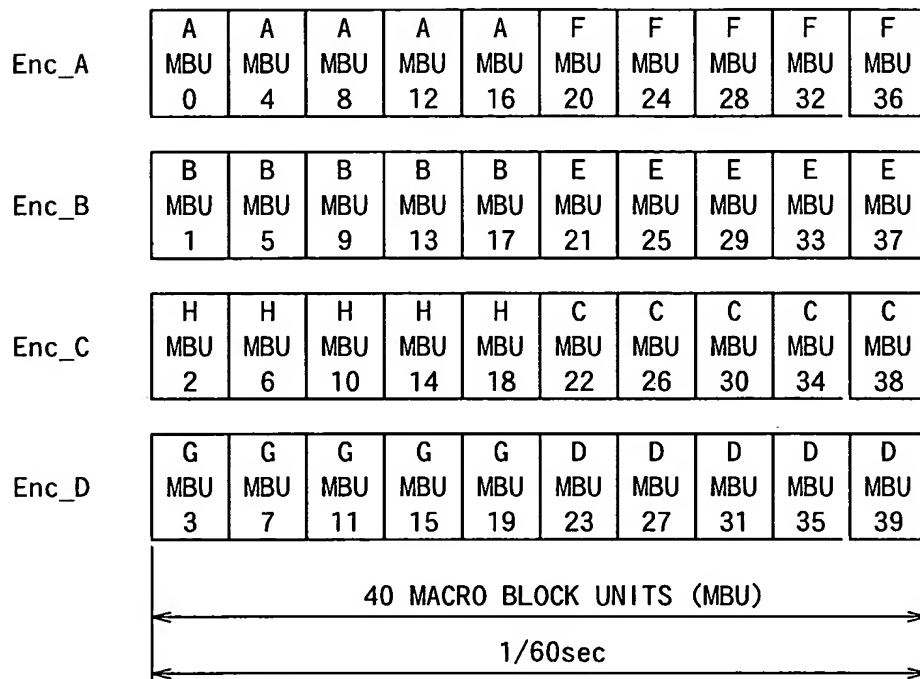 A A A A A F F F F F
Enc_A MBU MBU MBU MBU MBU MBU MBU MBU MBU MBU
0 4 8 12 16 20 24 28 32 36
B B B B B E E E E E
Enc_B MBU MBU MBU MBU MBU MBU MBU MBU MBU MBU
1 5 9 13 17 21 25 29 33 37
H H H H H C C C C C
Enc_C MBU MBU MBU MBU MBU MBU MBU MBU MBU MBU
2 6 10 14 18 22 26 30 34 38
G G G G G D D D D D
Enc_D MBU MBU MBU MBU MBU MBU MBU MBU MBU MBU
3 7 11 15 19 23 27 31 35 39
40 MACRO BLOCK UNITS (MBU)
1/60sec